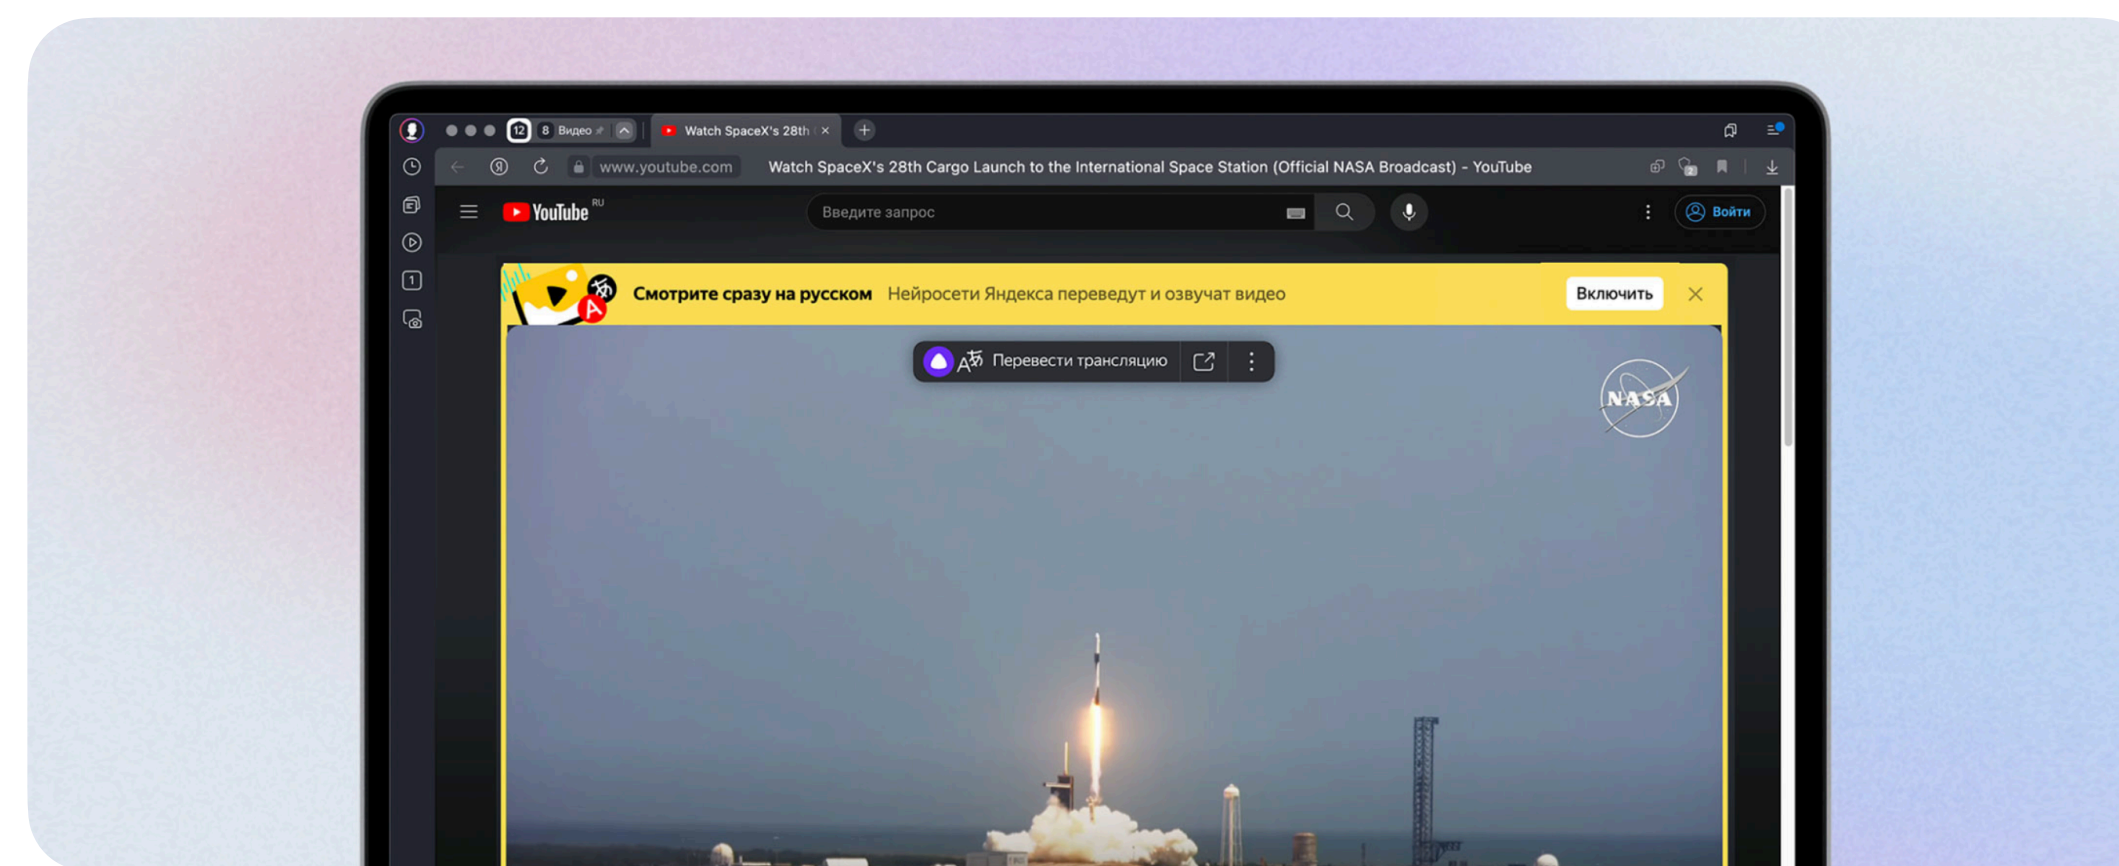 12 8 Видео Watch SpaceX's 28th
Я www.youtube.com Watch SpaceX's 28th Cargo Launch to the International Space Station (Official NASA Broadcast) - YouTube 2
YouTube RU Введите запрос Войти
1
Смотрите сразу на русском Нейросети Яндекса переведут и озвучат видео Включить
Перевести трансляцию
NASA